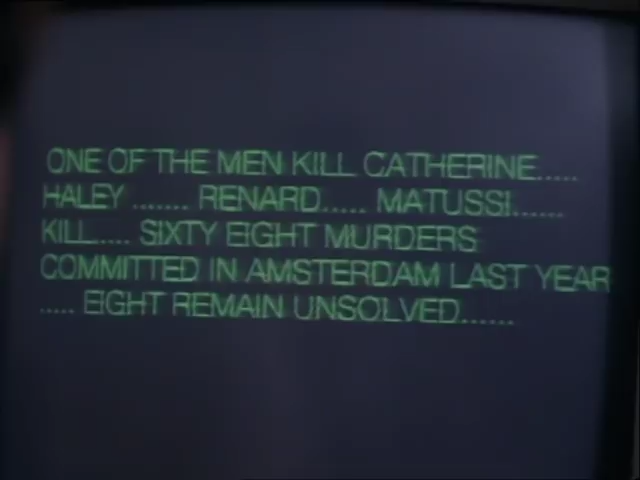 ONE OF THE MEN KILL CATHERINE.....
HALEY ....... RENARD..... MATUSSI......
KILL.... SIXTY EIGHT MURDERS
COMMITTED IN AMSTERDAM LAST YEAR
..... EIGHT REMAIN UNSOLVED......